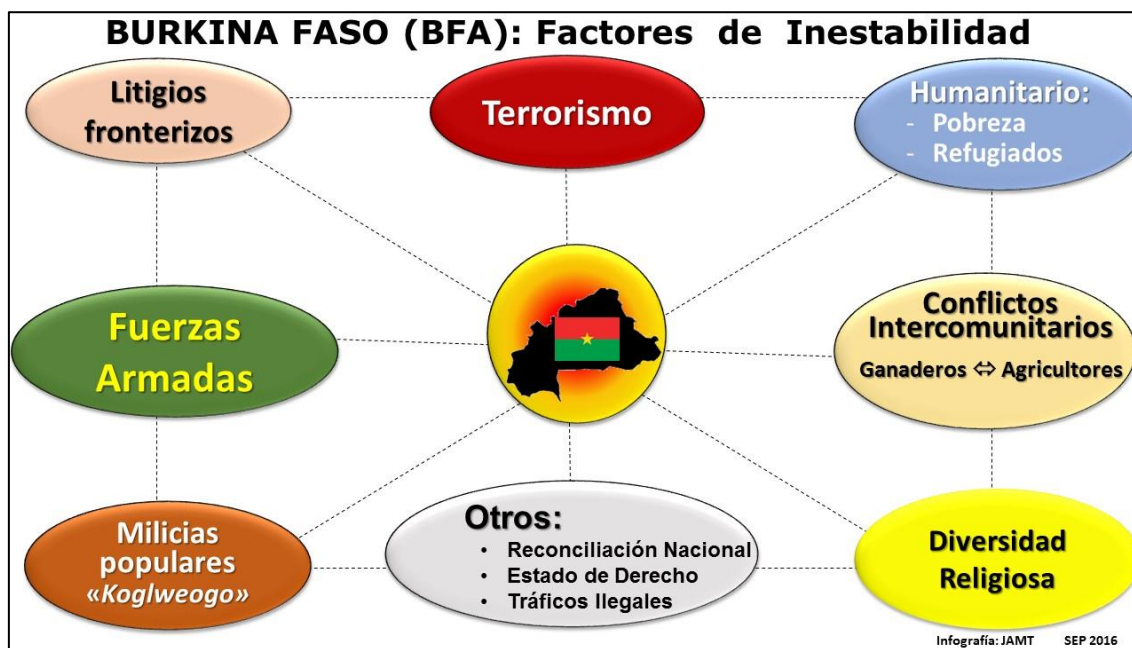 BURKINA FASO (BFA): Factores de Inestabilidad
Litigios
fronterizos
Terrorismo
Humanitario:
- Pobreza
- Refugiados
Fuerzas
Armadas
Conflictos
Intercomunitarios
Ganaderos ⇔ Agricultores
Milicias
populares
«Koglweogo»
Otros:
• Reconciliación Nacional
• Estado de Derecho
• Tráficos Ilegales
Diversidad
Religiosa
Infografía: JAMT SEP 2016